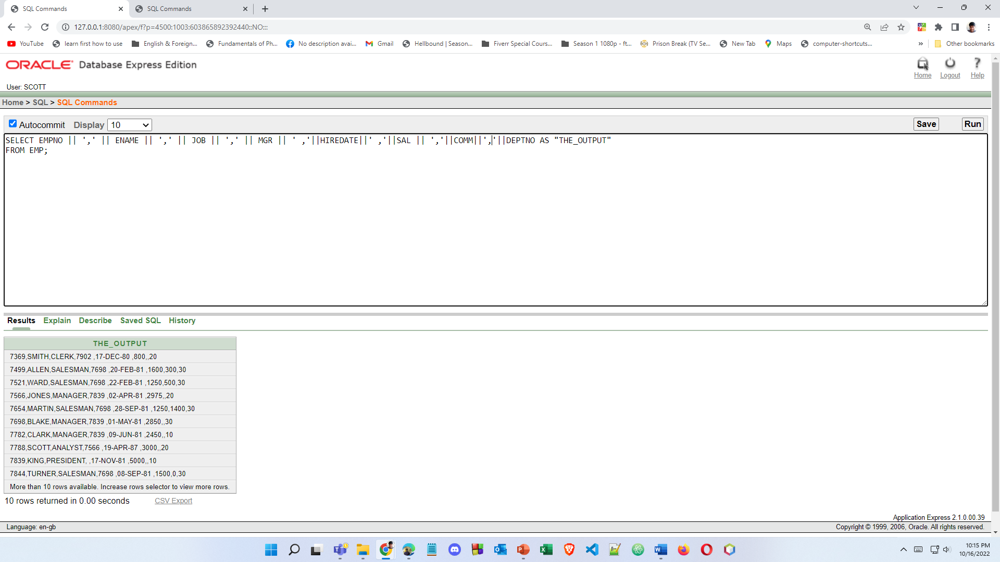 SQL Commands
SQL Commands
127.0.0.1:8080/apex/f?p=4500:1003:603865892392440::NO:::
YouTube
learn first how to use
English & Foreign...
Fundamentals of Ph...
No description avai...
Gmail
Hellbound | Season...
Fiverr Special Cours...
Season 1 1080p - ft...
Prison Break (TV Se...
New Tab
Maps
computer-shortcuts...
»
Other bookmarks
ORACLE Database Express Edition
Home
Logout
Help
User: SCOTT
Home > SQL > SQL Commands
Autocommit
Display 10
Save
Run
SELECT EMPNO || ',' || ENAME || ',' || JOB || ',' || MGR || ' ,'||HIREDATE||' ,'||SAL || ','||COMM||','||DEPTNO AS "THE_OUTPUT"
FROM EMP;
Results
Explain
Describe
Saved SQL
History
THE_OUTPUT
7369,SMITH,CLERK,7902 ,17-DEC-80 ,800,,20
7499,ALLEN,SALESMAN,7698 ,20-FEB-81 ,1600,300,30
7521,WARD,SALESMAN,7698 ,22-FEB-81 ,1250,500,30
7566,JONES,MANAGER,7839 ,02-APR-81 ,2975,,20
7654,MARTIN,SALESMAN,7698 ,28-SEP-81 ,1250,1400,30
7698,BLAKE,MANAGER,7839 ,01-MAY-81 ,2850,,30
7782,CLARK,MANAGER,7839 ,09-JUN-81 ,2450,,10
7788,SCOTT,ANALYST,7566 ,19-APR-87 ,3000,,20
7839,KING,PRESIDENT, ,17-NOV-81 ,5000,,10
7844,TURNER,SALESMAN,7698 ,08-SEP-81 ,1500,0,30
More than 10 rows available. Increase rows selector to view more rows.
10 rows returned in 0.00 seconds
CSV Export
Application Express 2.1.0.00.39
Language: en-gb
Copyright © 1999, 2006, Oracle. All rights reserved.
10:15 PM
10/16/2022